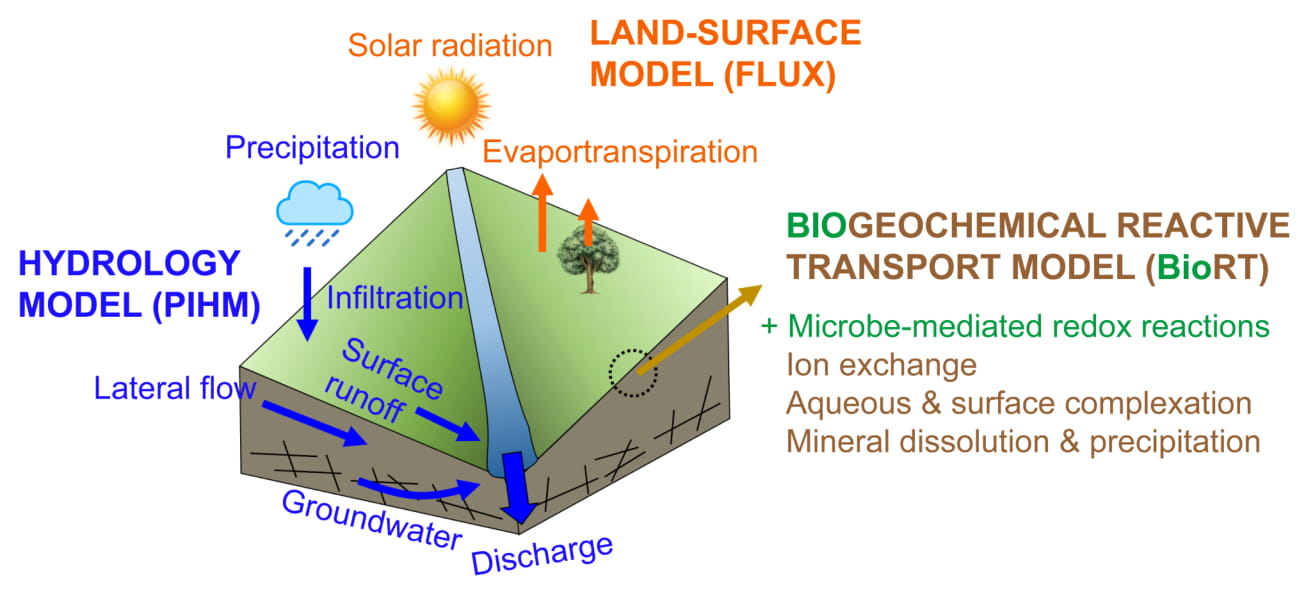 Solar radiation
LAND-SURFACE
MODEL (FLUX)
Precipitation
Evaportranspiration
HYDROLOGY
MODEL (PIHM)
Infiltration
Surface
runoff
Lateral flow
Groundwater
Discharge
BIOGEOCHEMICAL REACTIVE
TRANSPORT MODEL (BioRT)
+ Microbe-mediated redox reactions
Ion exchange
Aqueous & surface complexation
Mineral dissolution & precipitation